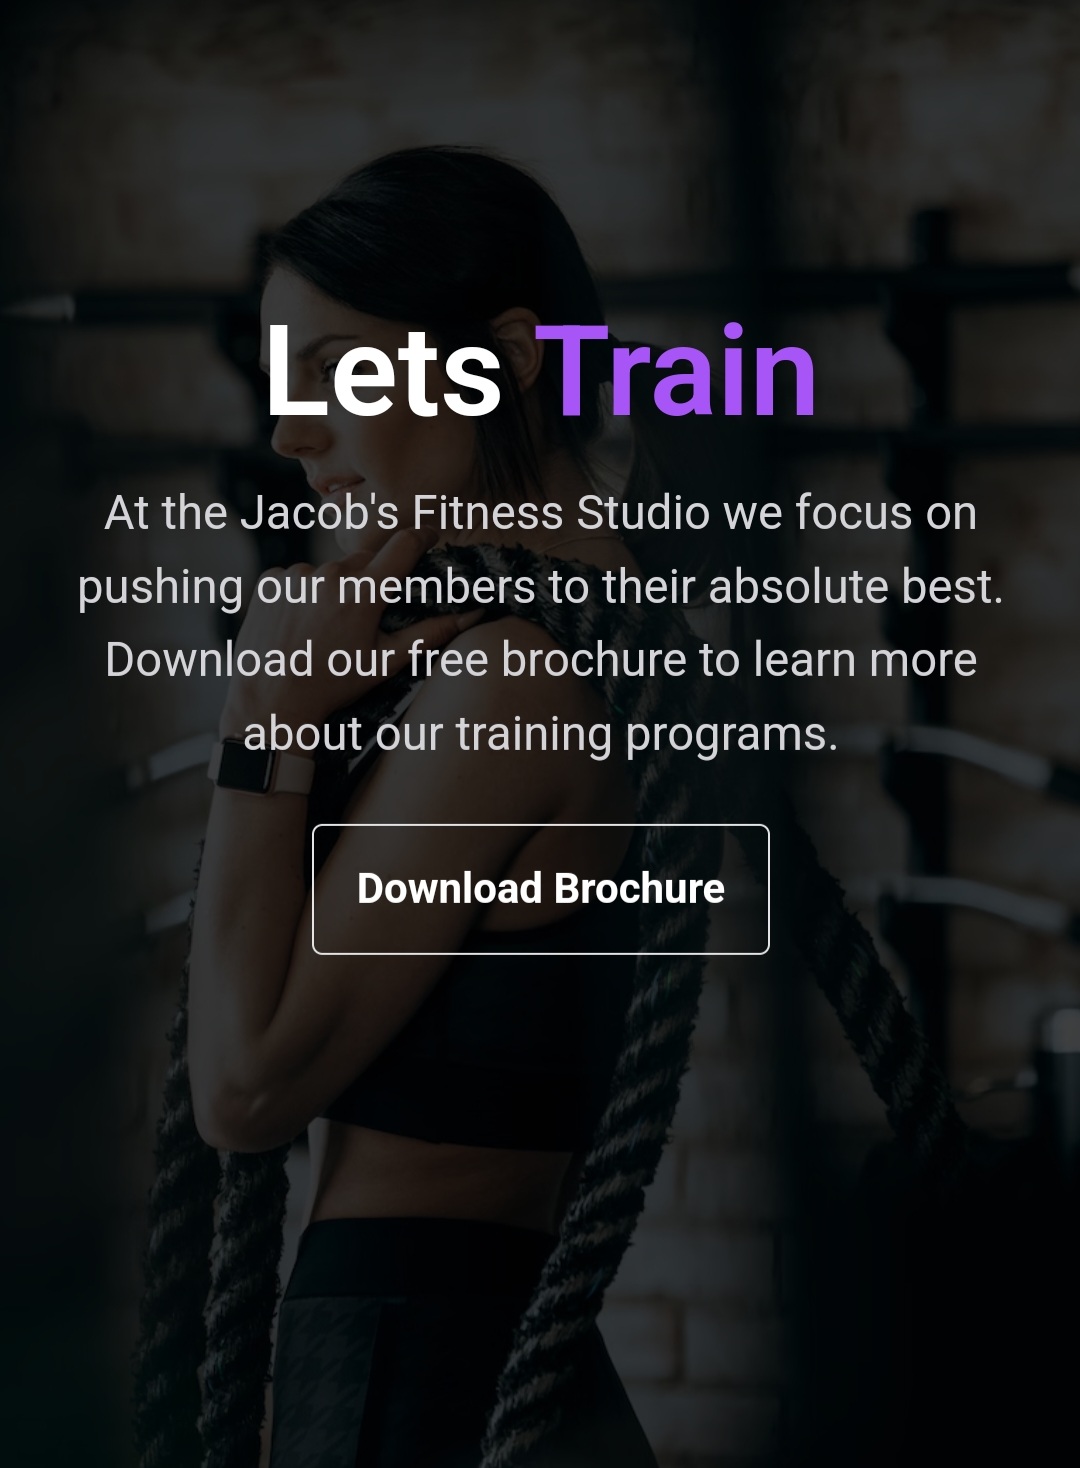 Lets Train
At the Jacob's Fitness Studio we focus on
pushing our members to their absolute best.
Download our free brochure to learn more
about our training programs.
Download Brochure